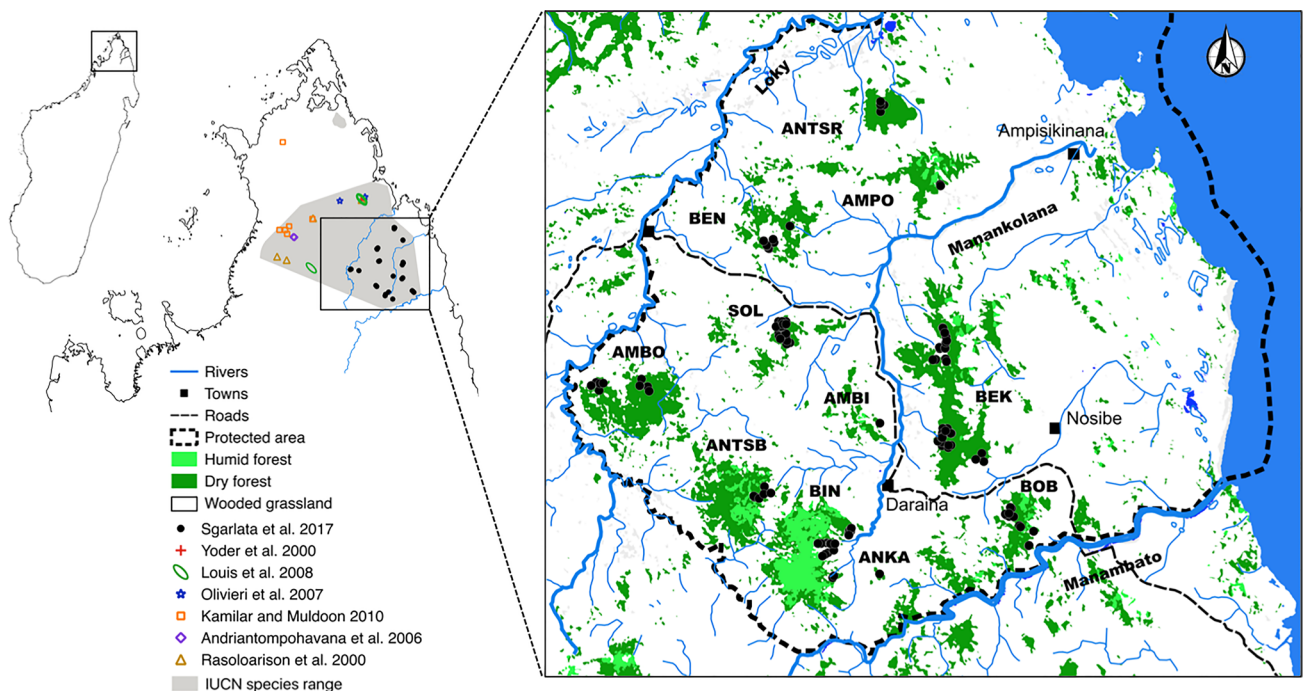 Rivers
Towns
Roads
Protected area
Humid forest
Dry forest
Wooded grassland
Sgarlata et al. 2017
Yoder et al. 2000
Louis et al. 2008
Olivieri et al. 2007
Kamilar and Muldoon 2010
Andriantompohavana et al. 2006
Rasoloarison et al. 2000
IUCN species range
N
Loky
ANTSR
Ampisikinana
AMPO
BEN
Manankolana
SOL
AMBO
AMBI
BEK
Nosibe
ANTSB
BIN
BOB
Daraina
ANKA
Manambato